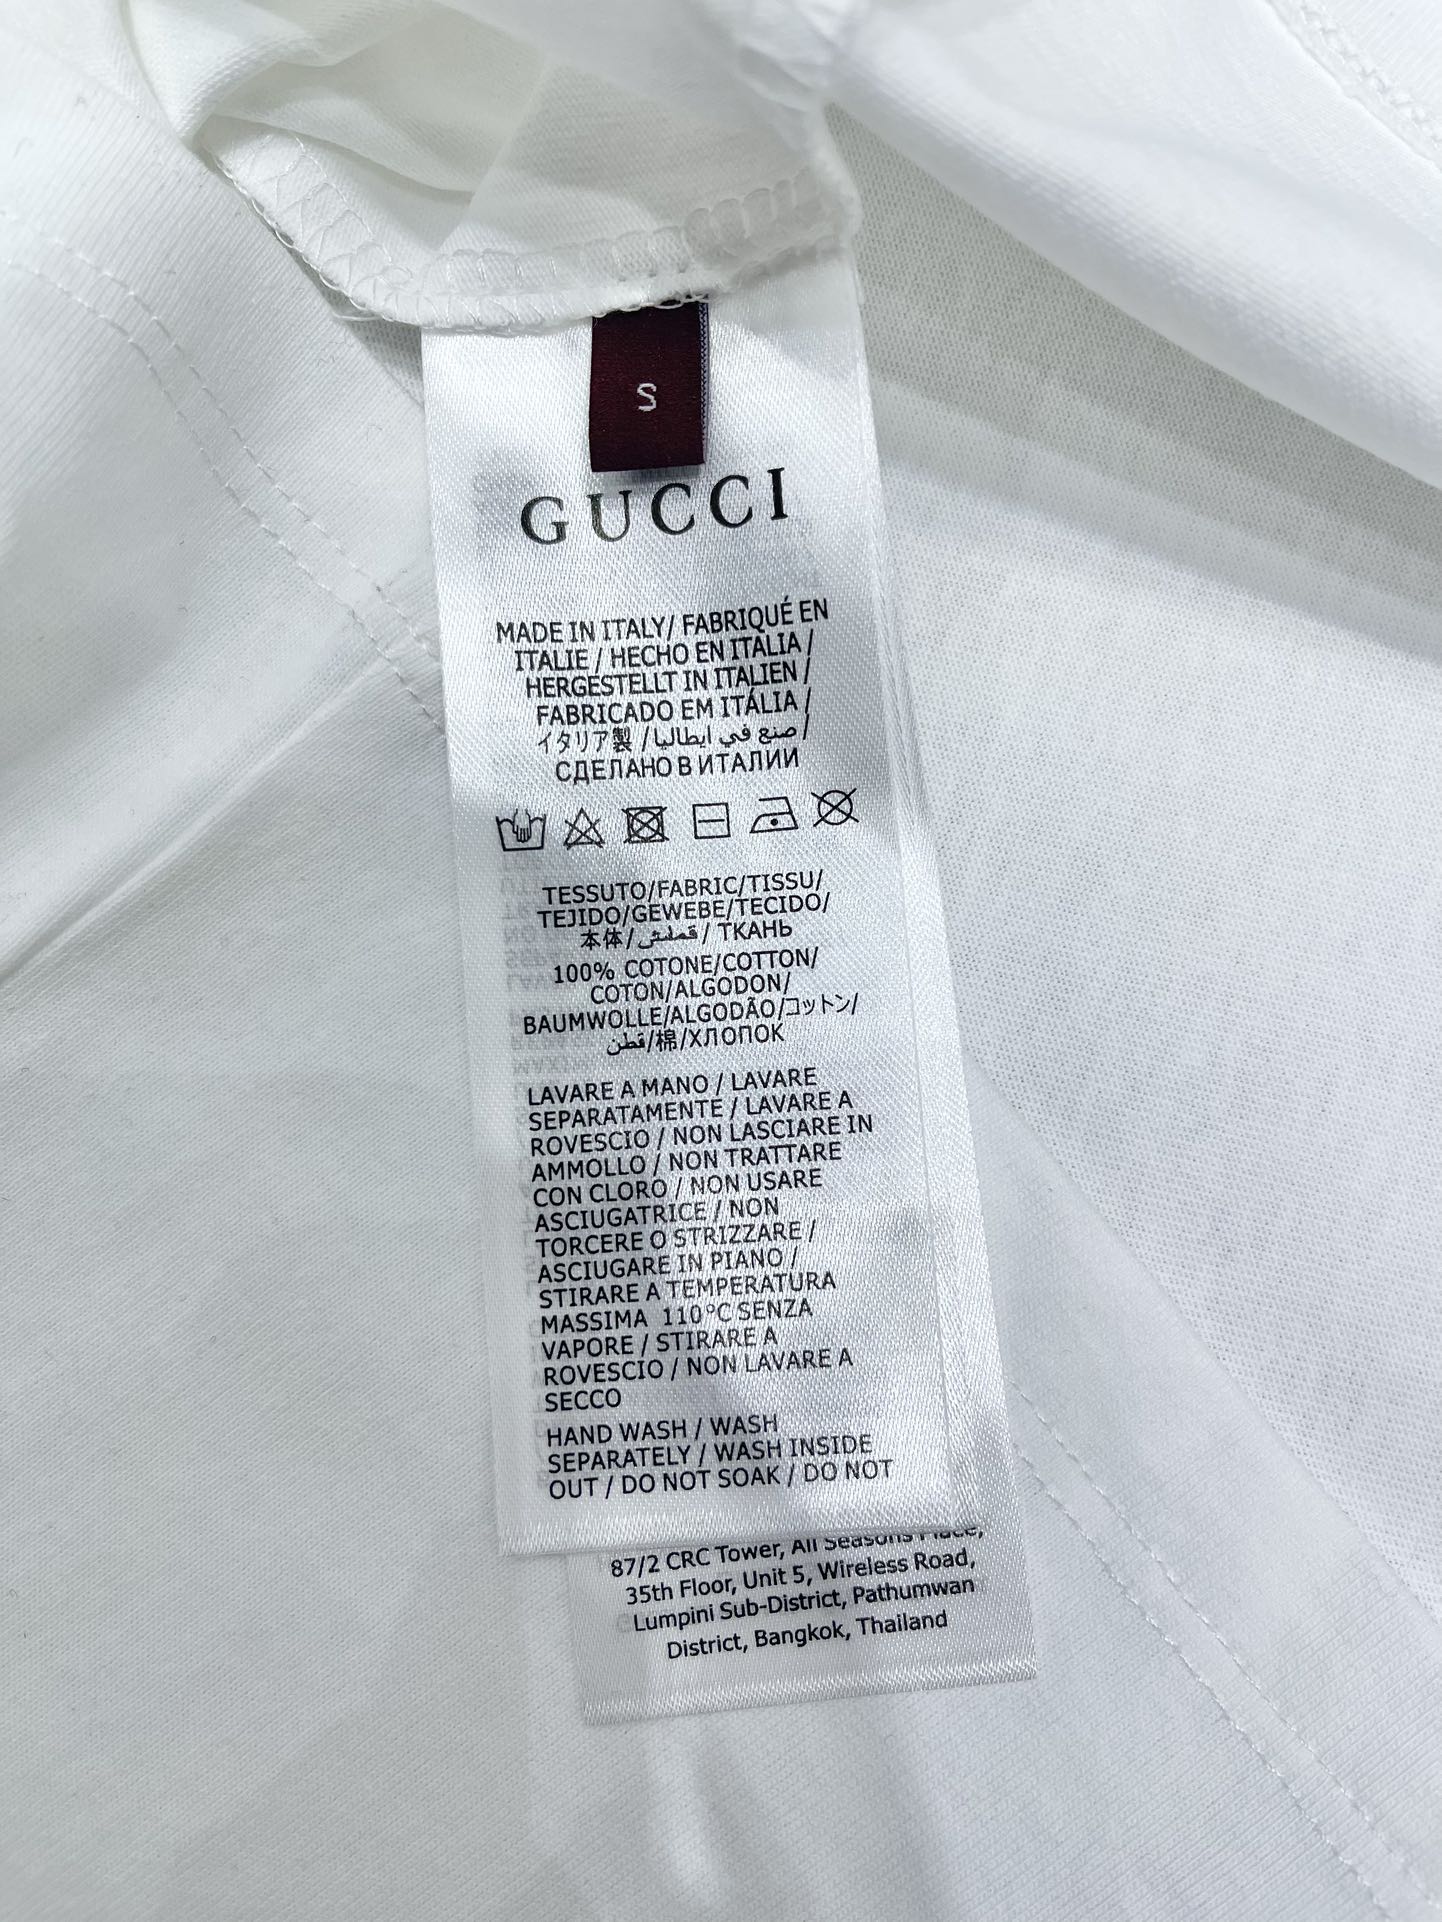 S
GUCCI
MADE IN ITALY/ FABRIQUÉ EN
ITALIE / HECHO EN ITALIA /
HERGESTELLT IN ITALIEN /
FABRICADO EM ITÁLIA /
イタリア製 / صنع في ايطاليا /
СДЕЛАНО В ИТАЛИИ
TESSUTO/FABRIC/TISSU/
TEJIDO/GEWEBE/TECIDO/
本体/قملش/ ТКАНЬ
100% COTONE/COTTON/
COTON/ALGODON/
BAUMWOLLE/ALGODÃO/コットン/
قطن/棉/ХЛОПОК
LAVARE A MANO / LAVARE
SEPARATAMENTE / LAVARE A
ROVESCIO / NON LASCIARE IN
AMMOLLO / NON TRATTARE
CON CLORO / NON USARE
ASCIUGATRICE / NON
TORCERE O STRIZZARE /
ASCIUGARE IN PIANO /
STIRARE A TEMPERATURA
MASSIMA 110°C SENZA
VAPORE / STIRARE A
ROVESCIO / NON LAVARE A
SECCO
HAND WASH / WASH
SEPARATELY / WASH INSIDE
OUT / DO NOT SOAK / DO NOT
87/2 CRC Tower, All Seasons Place,
35th Floor, Unit 5, Wireless Road,
Lumpini Sub-District, Pathumwan
District, Bangkok, Thailand